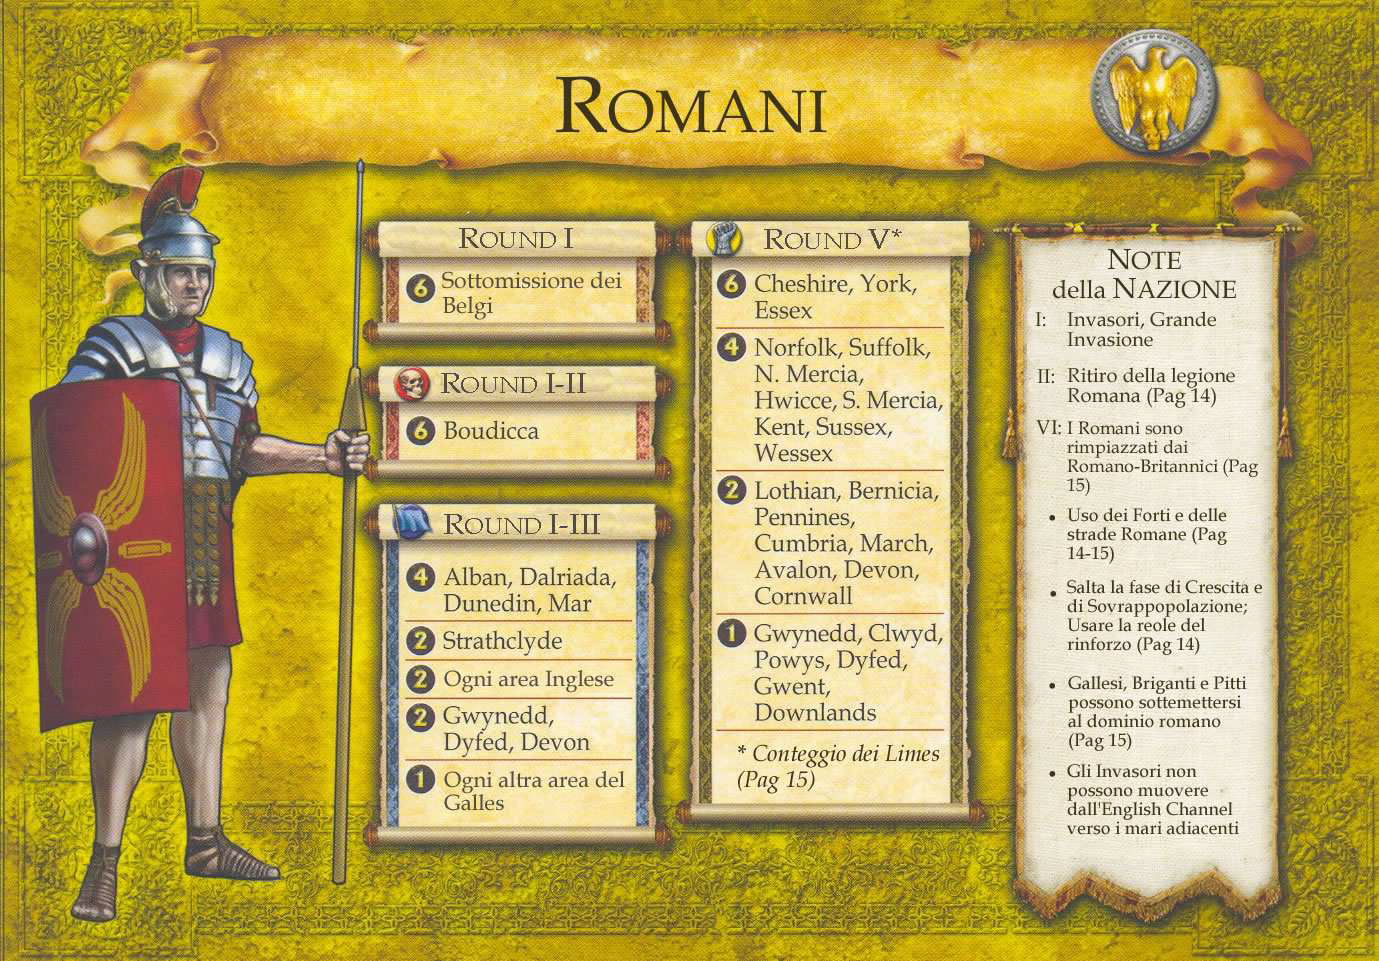 ROMANI
ROUND I
6 Sottomissione dei
Belgi
ROUND I-II
6 Boudicca
ROUND I-III
4 Alban, Dalriada,
Dunedin, Mar
2 Strathclyde
2 Ogni area Inglese
2 Gwynedd,
Dyfed, Devon
1 Ogni altra area del
Galles
ROUND V*
6 Cheshire, York,
Essex
4 Norfolk, Suffolk,
N. Mercia,
Hwicce, S. Mercia,
Kent, Sussex,
Wessex
2 Lothian, Bernicia,
Pennines,
Cumbria, March,
Avalon, Devon,
Cornwall
1 Gwynedd, Clwyd,
Powys, Dyfed,
Gwent,
Downlands
* Conteggio dei Limes
(Pag 15)
NOTE
della NAZIONE
I: Invasori, Grande
Invasione
II: Ritiro della legione
Romana (Pag 14)
VI: I Romani sono
rimpiazzati dai
Romano-Britannici (Pag
15)
• Uso dei Forti e delle
strade Romane (Pag
14-15)
• Salta la fase di Crescita e
di Sovrappopolazione;
Usare la reole del
rinforzo (Pag 14)
• Gallesi, Briganti e Pitti
possono sottemettersi
al dominio romano
(Pag 15)
• Gli Invasori non
possono muovere
dall'English Channel
verso i mari adiacenti